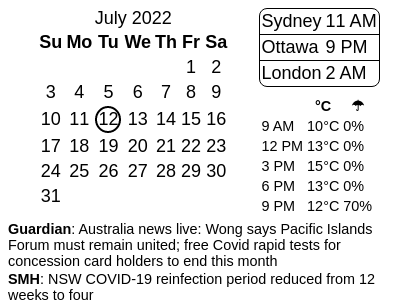 July 2022
Su Mo Tu We Th Fr Sa
1 2
3 4 5 6 7 8 9
10 11 12 13 14 15 16
17 18 19 20 21 22 23
24 25 26 27 28 29 30
31
Sydney 11 AM
Ottawa 9 PM
London 2 AM
°C ☂
9 AM 10°C 0%
12 PM 13°C 0%
3 PM 15°C 0%
6 PM 13°C 0%
9 PM 12°C 70%
Guardian: Australia news live: Wong says Pacific Islands
Forum must remain united; free Covid rapid tests for
concession card holders to end this month
SMH: NSW COVID-19 reinfection period reduced from 12
weeks to four